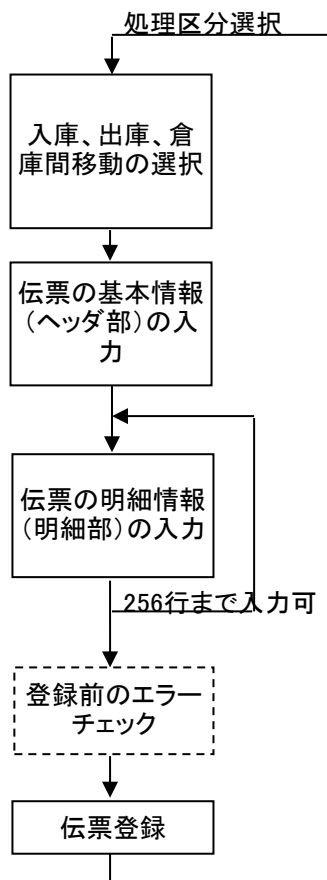 処理区分選択
入庫、出庫、倉
庫間移動の選択
伝票の基本情報
（ヘッダ部）の入
力
伝票の明細情報
（明細部）の入力
256行まで入力可
登録前のエラー
チェック
伝票登録